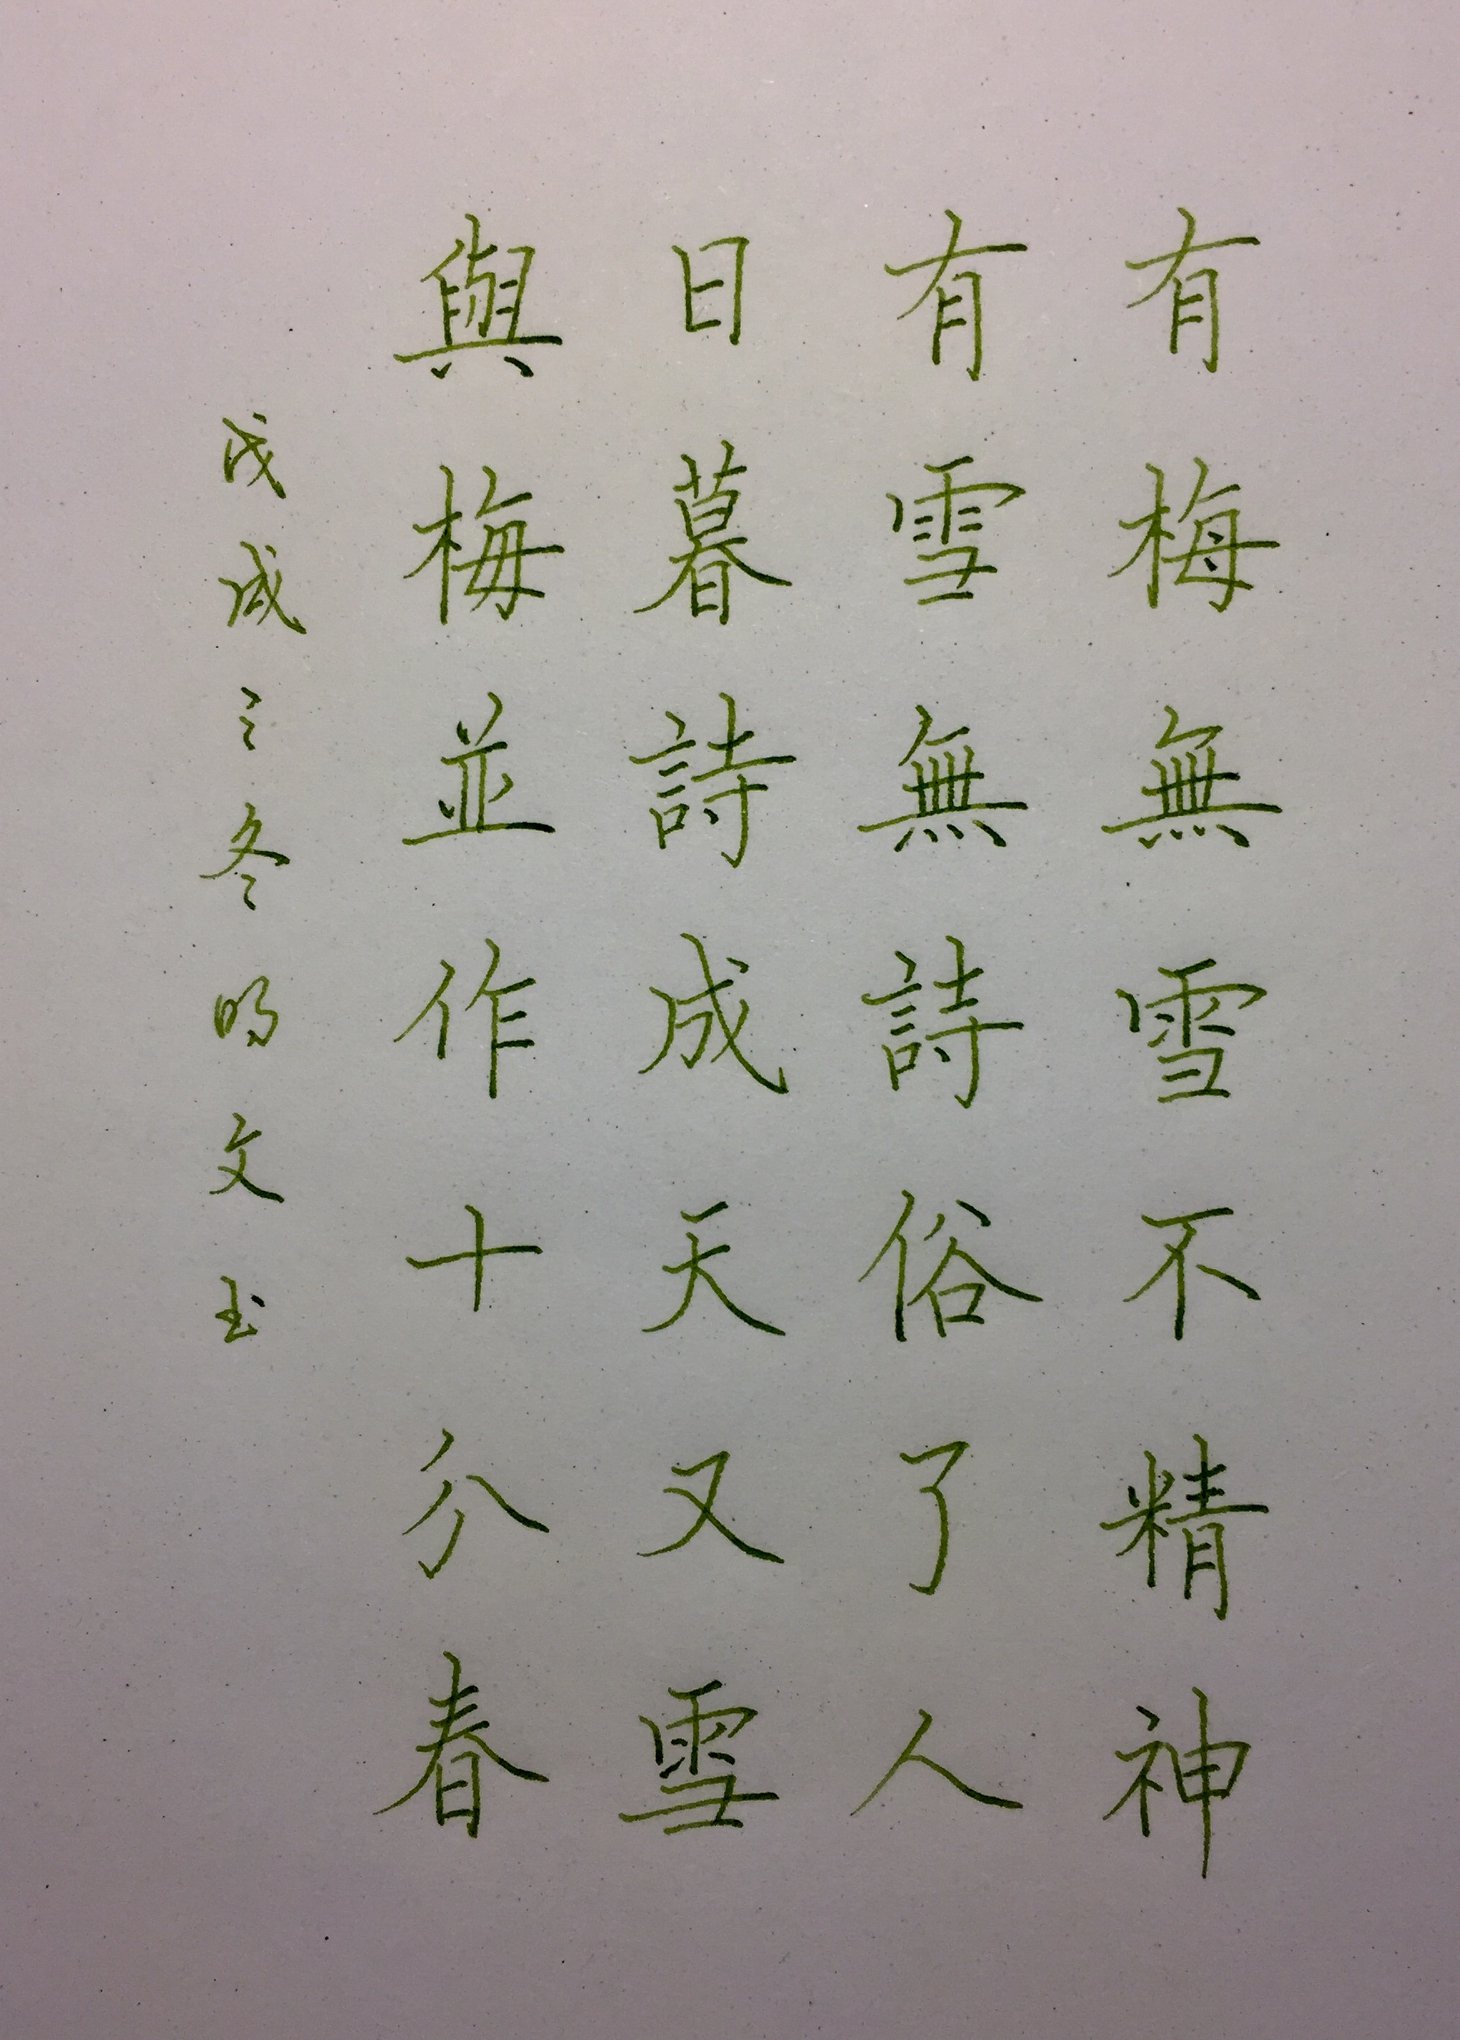 有梅無雪不精神
有雪無詩俗了人
日暮詩成天又雪
與梅並作十分春
戊戌之冬明文书